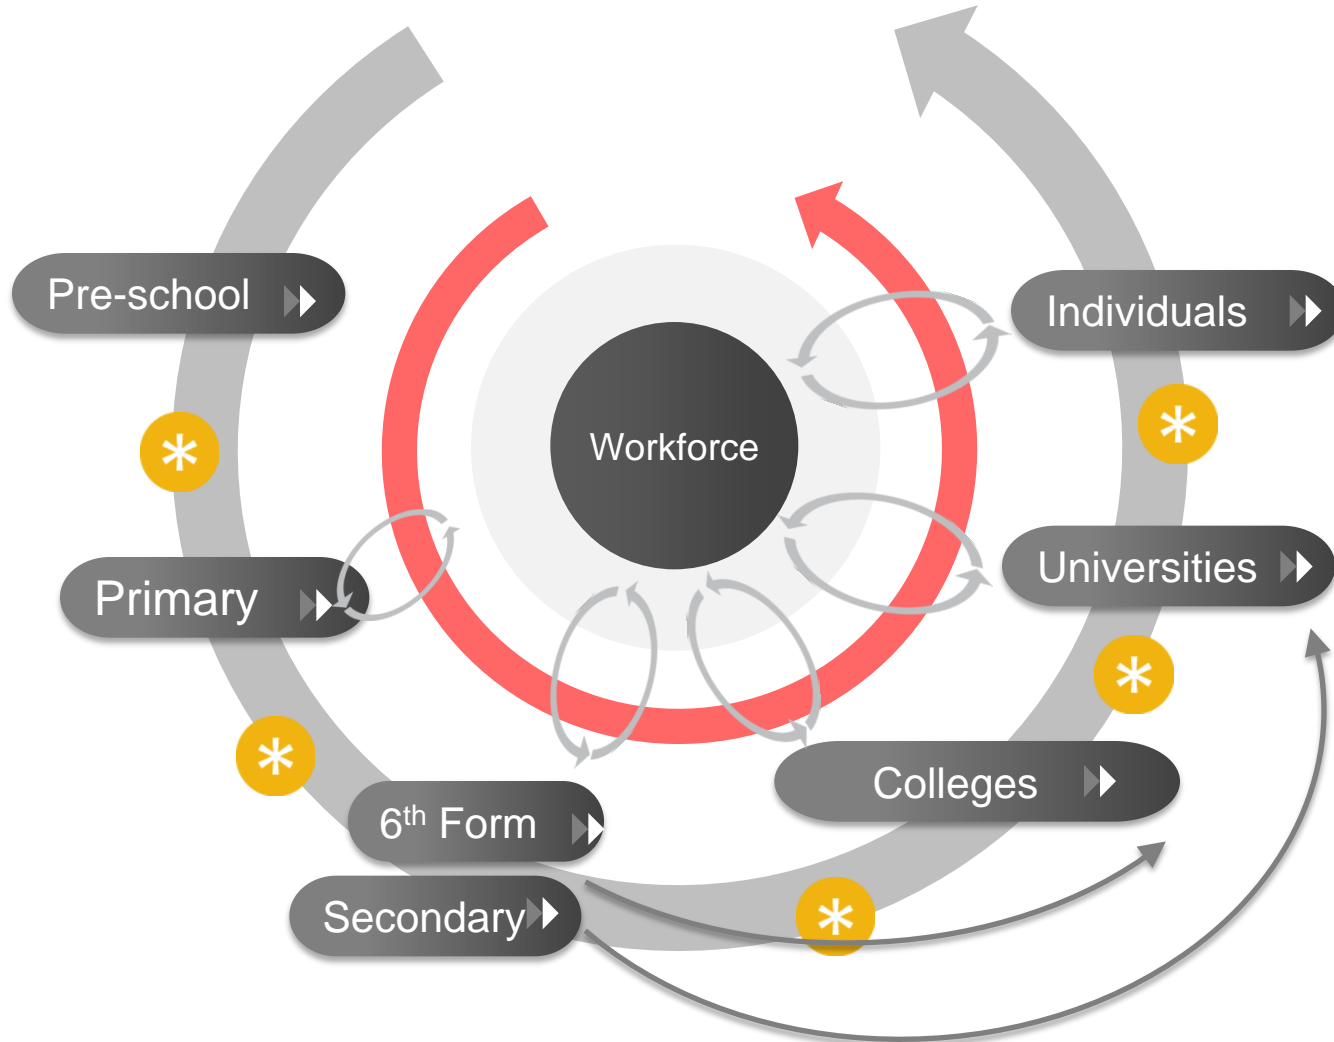 Pre-school
Individuals
Workforce
Primary
Universities
Colleges
6th Form
Secondary